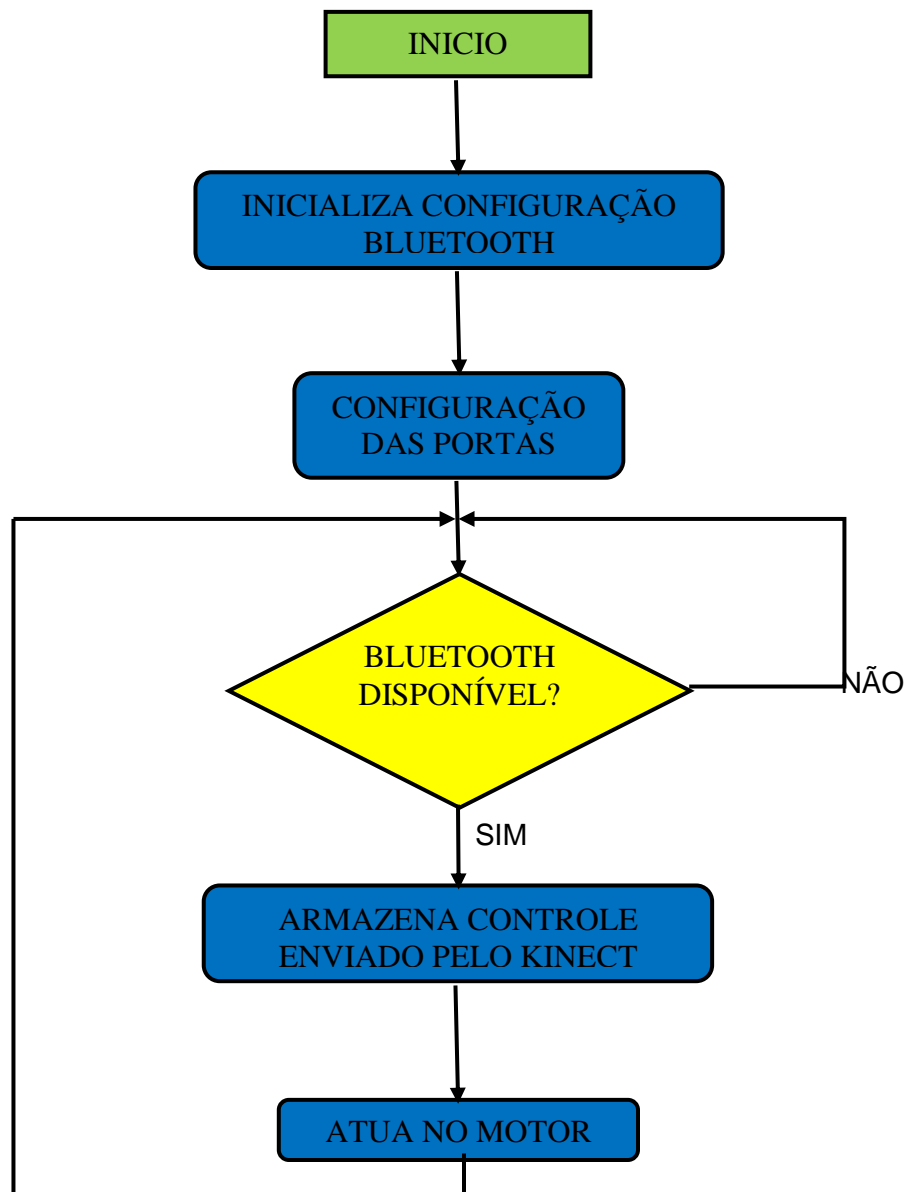 INICIO
INICIALIZA CONFIGURAÇÃO
BLUETOOTH
CONFIGURAÇÃO
DAS PORTAS
BLUETOOTH
DISPONÍVEL?
NÃO
SIM
ARMAZENA CONTROLE
ENVIADO PELO KINECT
ATUA NO MOTOR